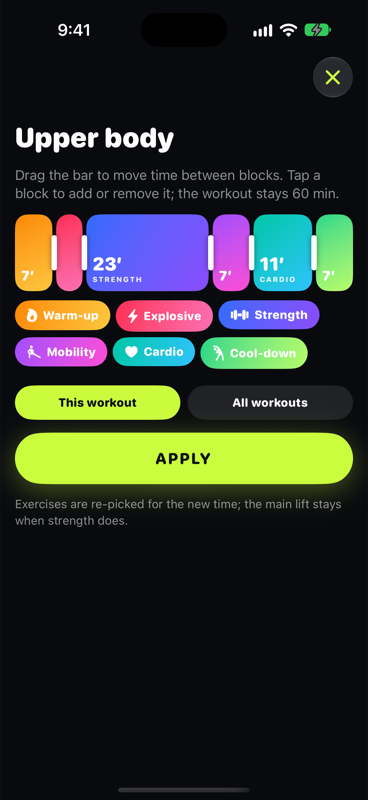 9:41
Upper body
Drag the bar to move time between blocks. Tap a
block to add or remove it; the workout stays 60 min.
7′
23′
STRENGTH
7′
11′
CARDIO
7′
Warm-up
Explosive
Strength
Mobility
Cardio
Cool-down
This workout
All workouts
APPLY
Exercises are re-picked for the new time; the main lift stays
when strength does.